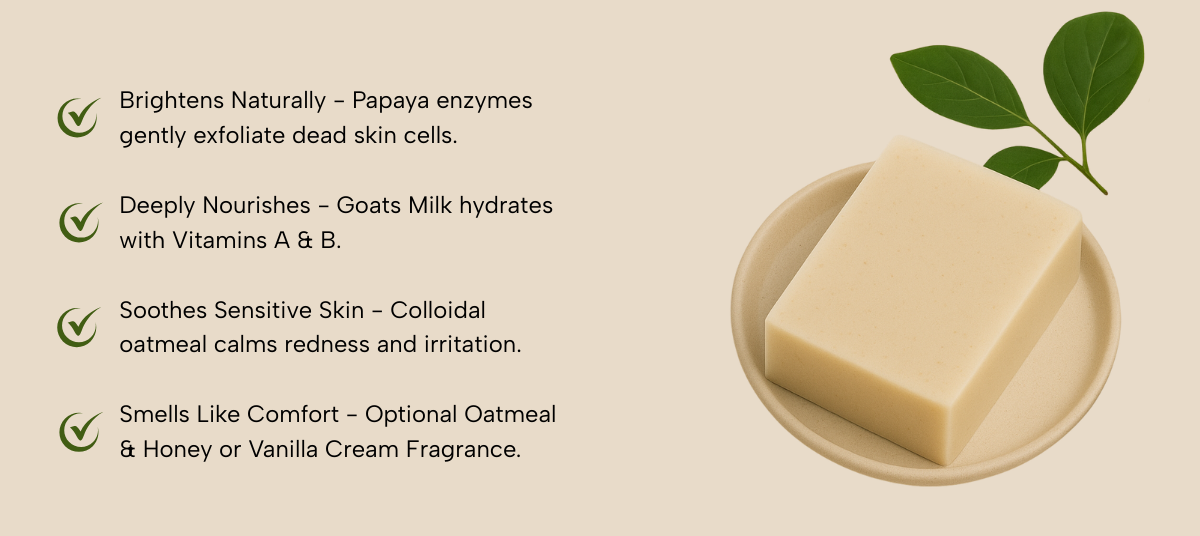 Brightens Naturally – Papaya enzymes
gently exfoliate dead skin cells.
Deeply Nourishes – Goats Milk hydrates
with Vitamins A & B.
Soothes Sensitive Skin – Colloidal
oatmeal calms redness and irritation.
Smells Like Comfort – Optional Oatmeal
& Honey or Vanilla Cream Fragrance.